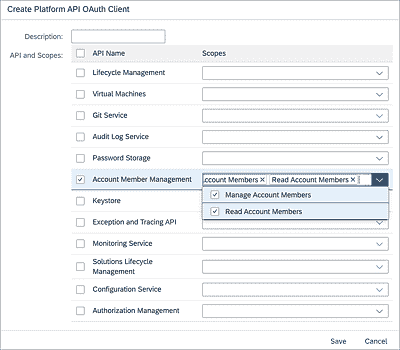 Create Platform API OAuth Client
Description:
API and Scopes:
API Name Scopes
Lifecycle Management
Virtual Machines
Git Service
Audit Log Service
Password Storage
Account Member Management
ccount Members × Read Account Members ×
Manage Account Members
Keystore
Read Account Members
Exception and Tracing API
Monitoring Service
Solutions Lifecycle
Management
Configuration Service
Authorization Management
Save Cancel